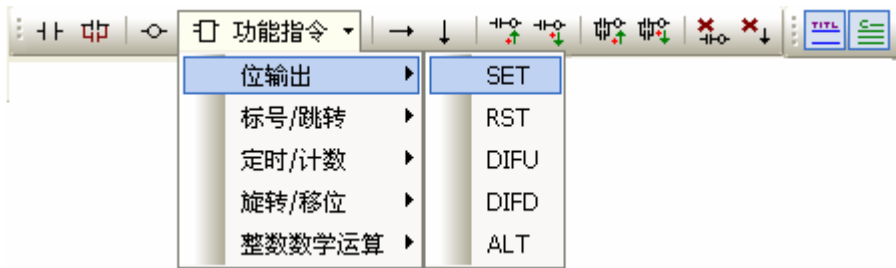 功能指令
TITL
位输出
SET
标号/跳转
RST
定时/计数
DIFU
旋转/移位
DIFD
整数数学运算
ALT